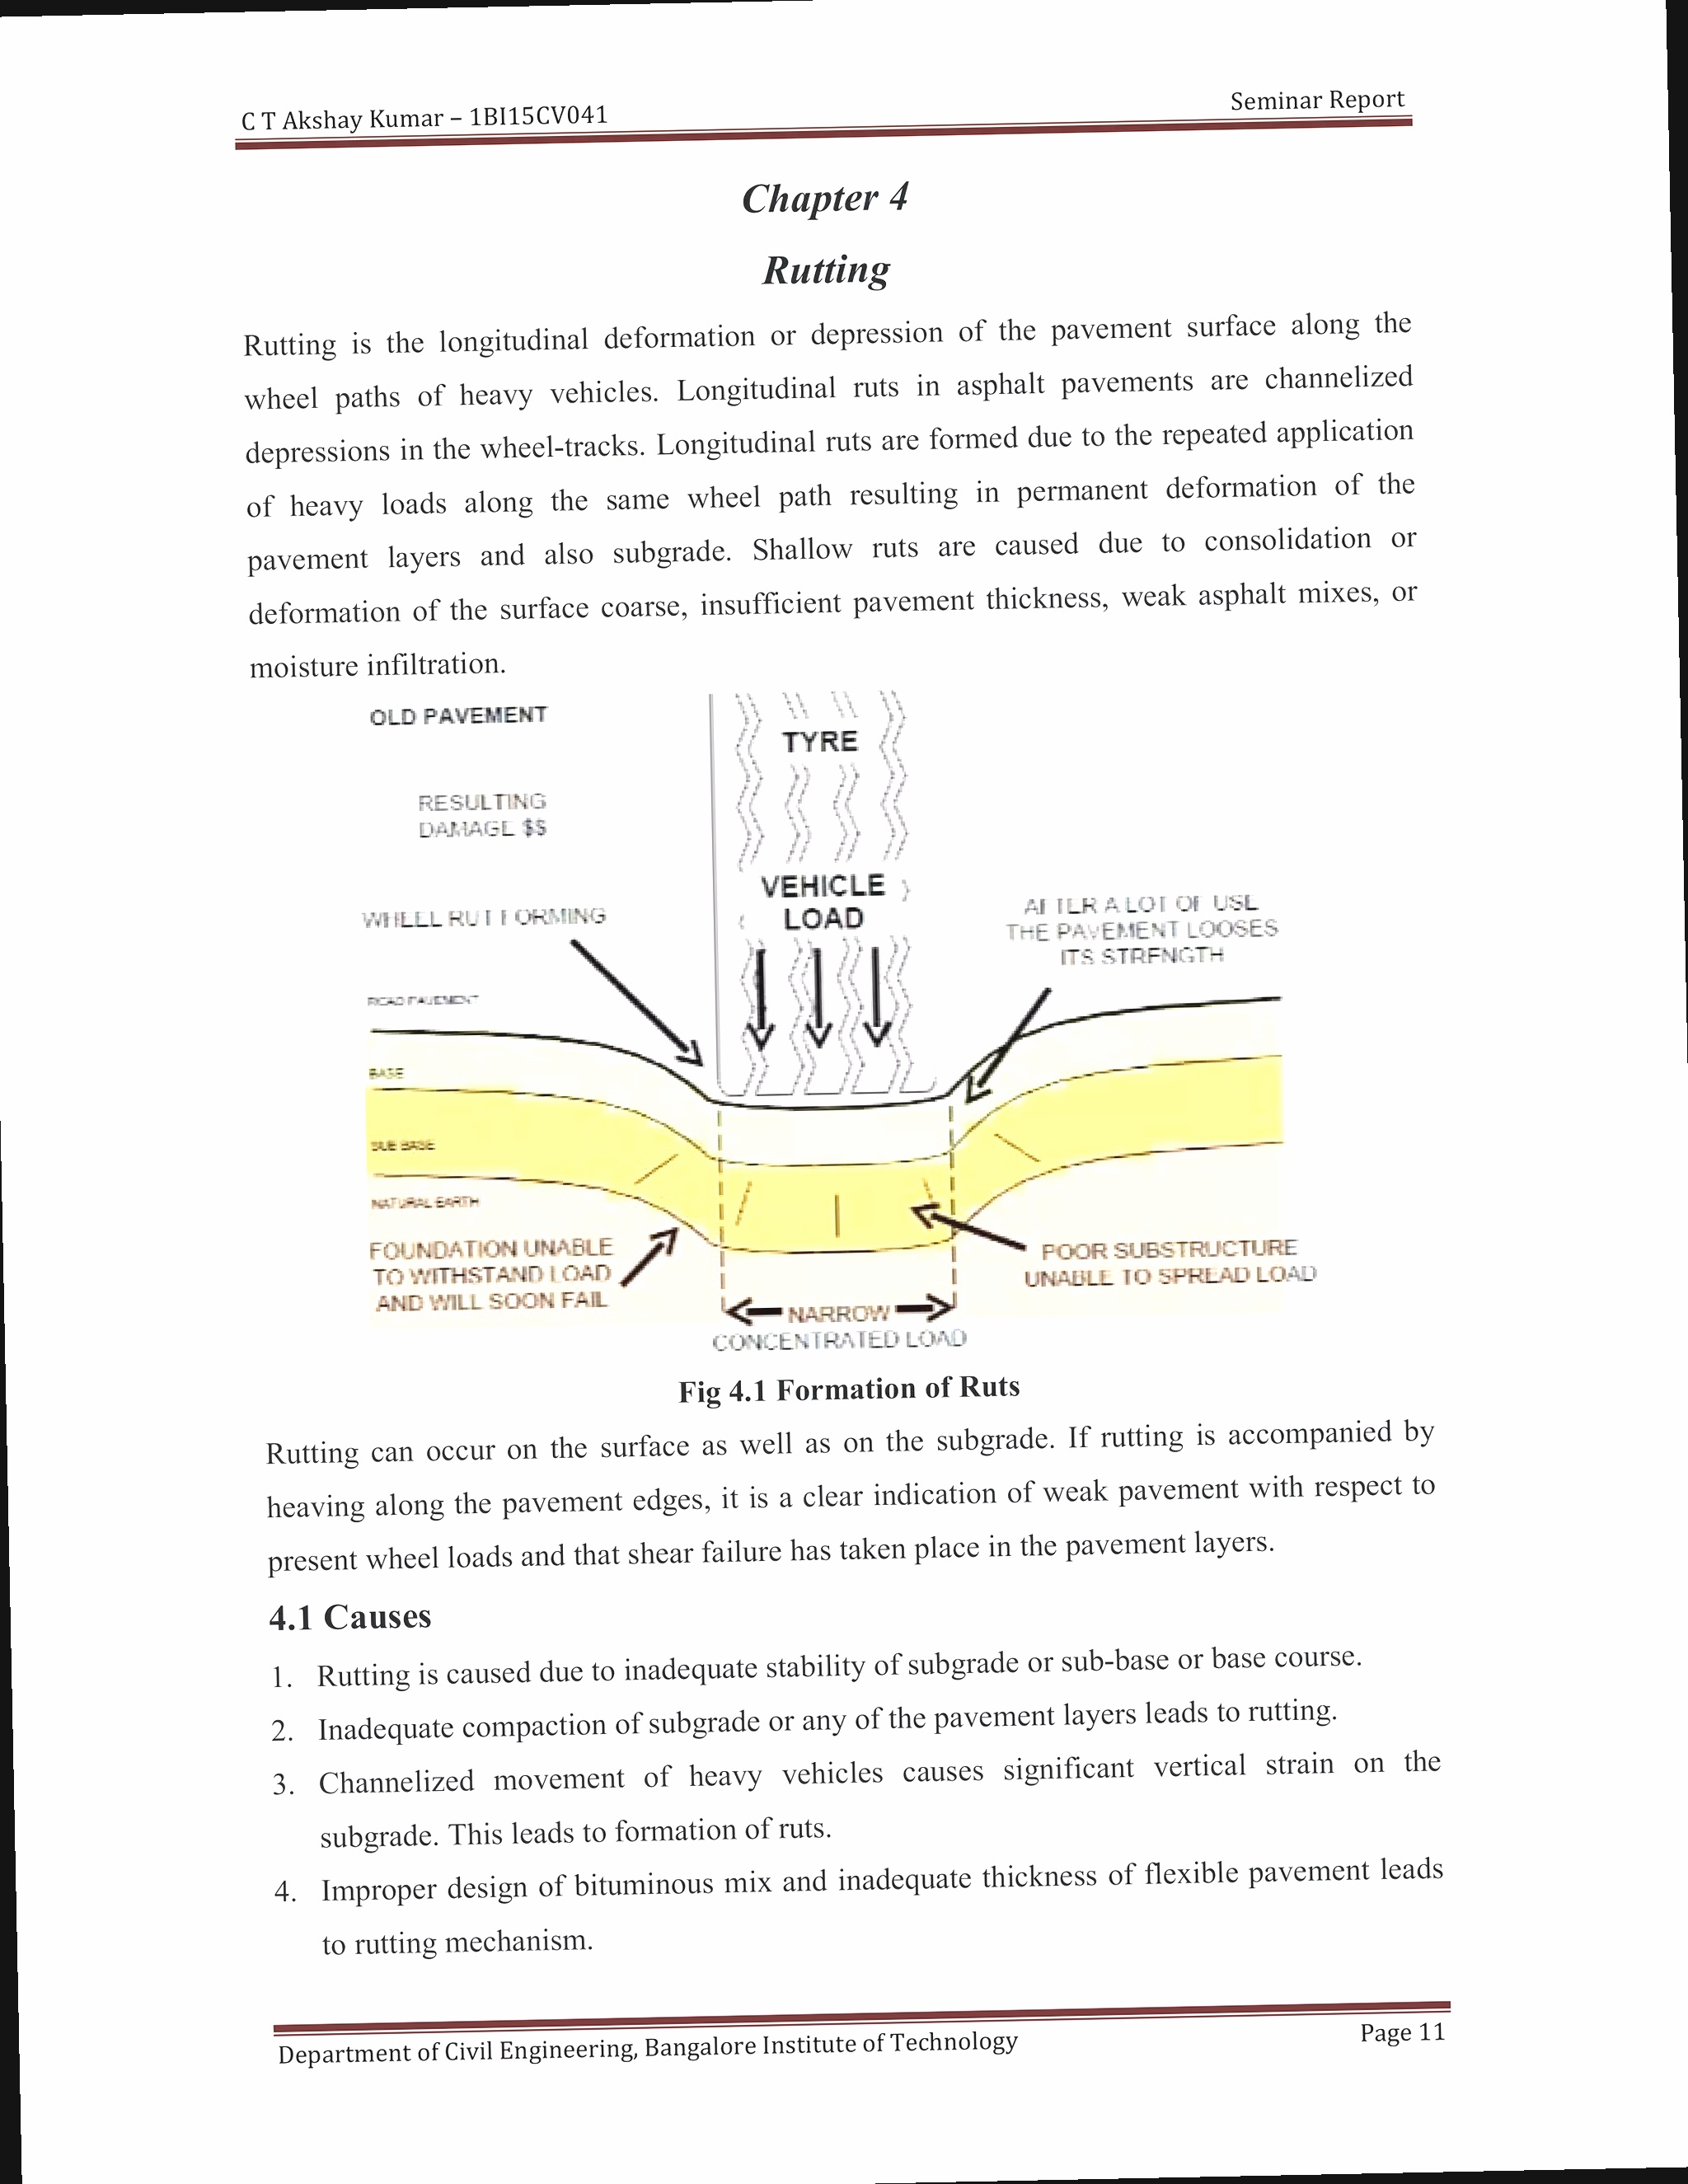 C T Akshay Kumar – 1BI15CV041
Seminar Report
Chapter 4
Rutting
Rutting is the longitudinal deformation or depression of the pavement surface along the
wheel paths of heavy vehicles. Longitudinal ruts in asphalt pavements are channelized
depressions in the wheel-tracks. Longitudinal ruts are formed due to the repeated application
of heavy loads along the same wheel path resulting in permanent deformation of the
pavement layers and also subgrade. Shallow ruts are caused due to consolidation or
deformation of the surface coarse, insufficient pavement thickness, weak asphalt mixes, or
moisture infiltration.
OLD PAVEMENT
TYRE
RESULTING
DAMAGE $$
VEHICLE
LOAD
WHEEL RUT FORMING
AFTER A LOT OF USE
THE PAVEMENT LOOSES
ITS STRENGTH
ROAD PAVEMENT
BASE
SUB BASE
NATURAL EARTH
FOUNDATION UNABLE
TO WITHSTAND LOAD
AND WILL SOON FAIL
POOR SUBSTRUCTURE
UNABLE TO SPREAD LOAD
NARROW
CONCENTRATED LOAD
Fig 4.1 Formation of Ruts
Rutting can occur on the surface as well as on the subgrade. If rutting is accompanied by
heaving along the pavement edges, it is a clear indication of weak pavement with respect to
present wheel loads and that shear failure has taken place in the pavement layers.
4.1 Causes
1. Rutting is caused due to inadequate stability of subgrade or sub-base or base course.
2. Inadequate compaction of subgrade or any of the pavement layers leads to rutting.
3. Channelized movement of heavy vehicles causes significant vertical strain on the
subgrade. This leads to formation of ruts.
4. Improper design of bituminous mix and inadequate thickness of flexible pavement leads
to rutting mechanism.
Department of Civil Engineering, Bangalore Institute of Technology
Page 11